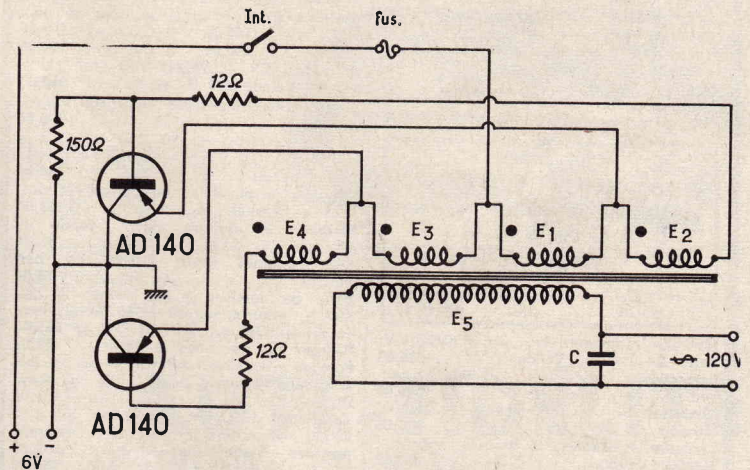 Int.
Fus.
12Ω
150Ω
AD 140
E4
E3
E1
E2
E5
12Ω
C
120V
AD 140
+
−
6V